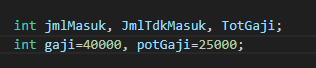 int jmlMasuk, JmlTdkMasuk, TotGaji;
int gaji=40000, potGaji=25000;